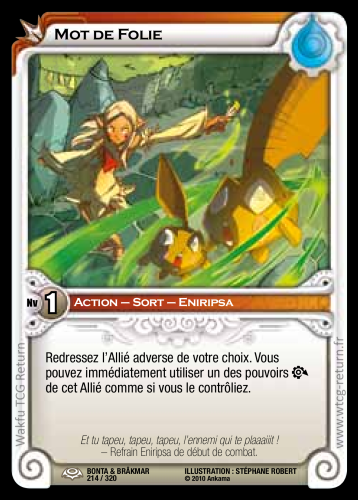 Mot de Folie
Nv 1 Action – Sort – Eniripsa
Redressez l'Allié adverse de votre choix. Vous
pouvez immédiatement utiliser un des pouvoirs
de cet Allié comme si vous le contrôliez.
Et tu tapeu, tapeu, tapeu, l'ennemi qui te plaaaiiit !
– Refrain Eniripsa de début de combat.
BONTA & BRÂKMAR
214 / 320
ILLUSTRATION : STÉPHANE ROBERT
© 2010 Ankama
Wakfu TCG Return
www.wtcg-return.fr